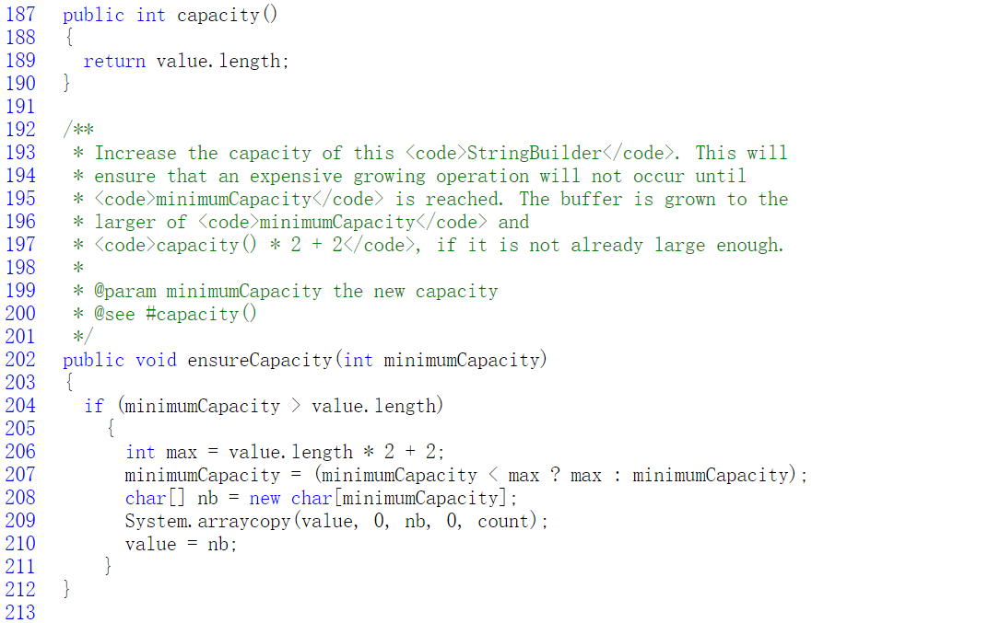 187 public int capacity()
188 {
189   return value.length;
190 }
191
192 /**
193  * Increase the capacity of this <code>StringBuilder</code>. This will
194  * ensure that an expensive growing operation will not occur until
195  * <code>minimumCapacity</code> is reached. The buffer is grown to the
196  * larger of <code>minimumCapacity</code> and
197  * <code>capacity() * 2 + 2</code>, if it is not already large enough.
198  *
199  * @param minimumCapacity the new capacity
200  * @see #capacity()
201  */
202 public void ensureCapacity(int minimumCapacity)
203 {
204   if (minimumCapacity > value.length)
205     {
206       int max = value.length * 2 + 2;
207       minimumCapacity = (minimumCapacity < max ? max : minimumCapacity);
208       char[] nb = new char[minimumCapacity];
209       System.arraycopy(value, 0, nb, 0, count);
210       value = nb;
211     }
212 }
213